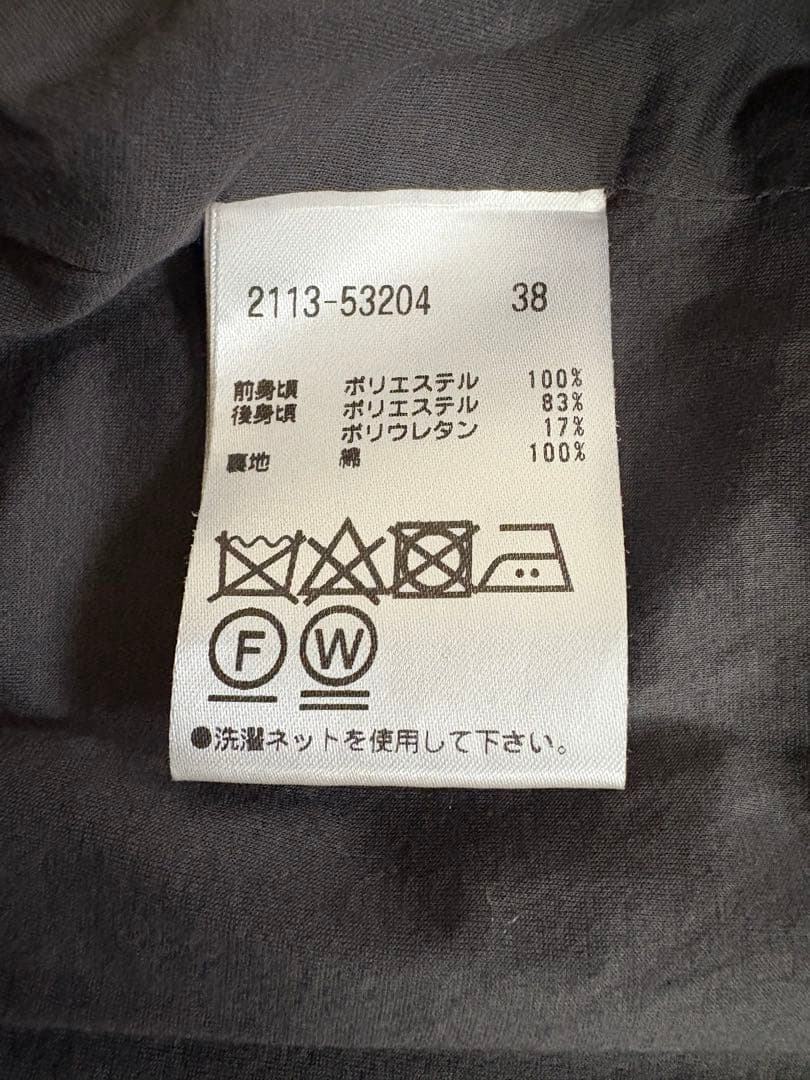 2113-53204 38
前身頃 ポリエステル 100%
後身頃 ポリエステル 83%
ポリウレタン 17%
裏地 綿 100%
F W
●洗濯ネットを使用して下さい。